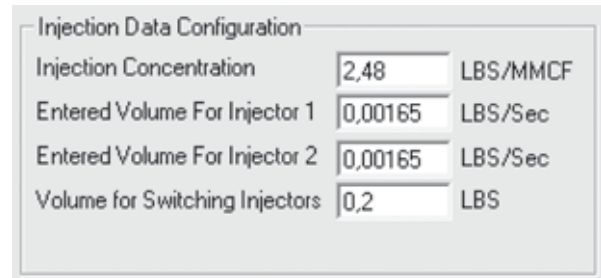 Injection Data Configuration
Injection Concentration 2,48 LBS/MMCF
Entered Volume For Injector 1 0,00165 LBS/Sec
Entered Volume For Injector 2 0,00165 LBS/Sec
Volume for Switching Injectors 0,2 LBS